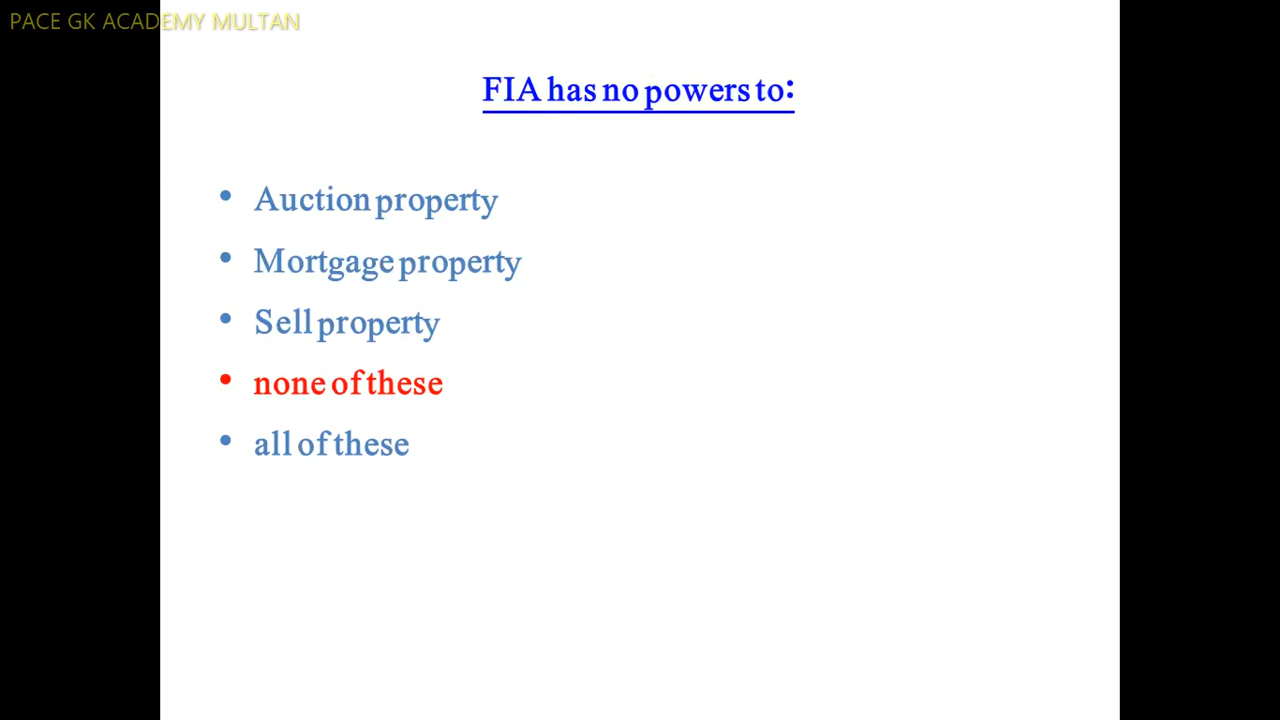 PACE GK ACADEMY MULTAN
FIA has no powers to:
• Auction property
• Mortgage property
• Sell property
• none of these
• all of these